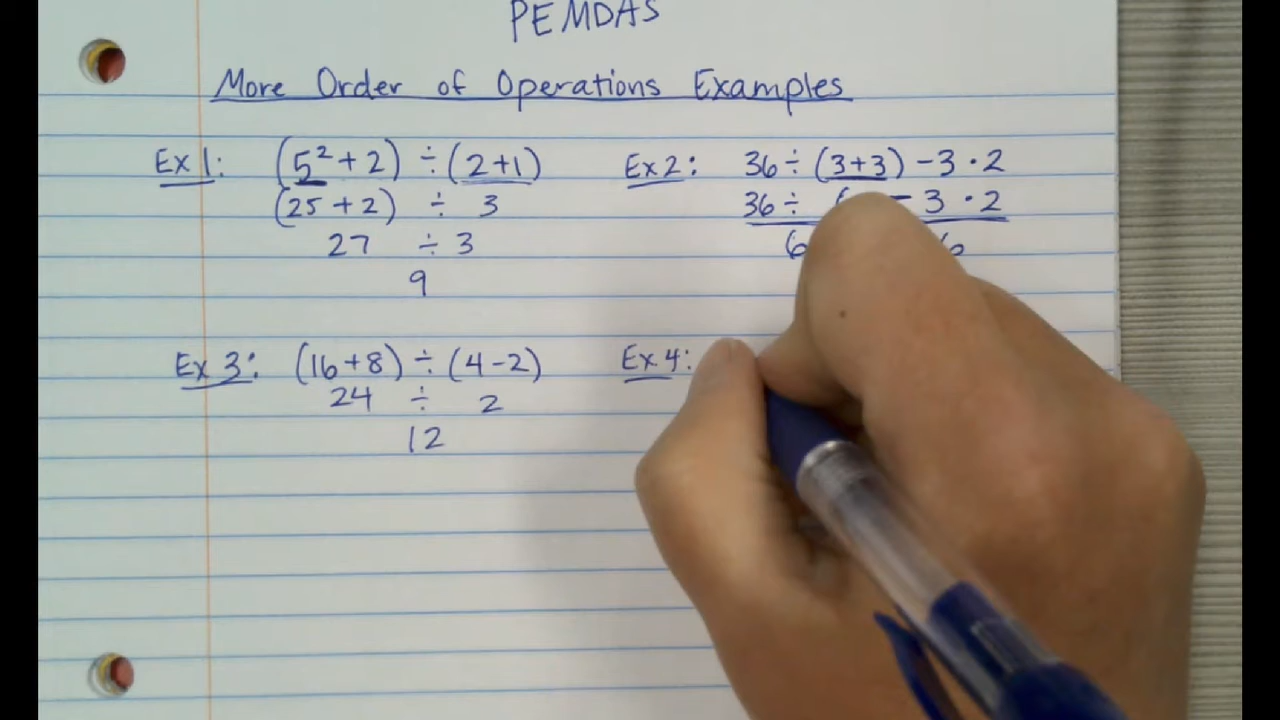 PEMDAS
More Order of Operations Examples
Ex 1: (5² + 2) ÷ (2+1)
(25 + 2) ÷ 3
27 ÷ 3
9
Ex 2: 36 ÷ (3+3) - 3 · 2
36 ÷ - 3 · 2
6 6
Ex 3: (16+8) ÷ (4-2)
24 ÷ 2
12
Ex 4: